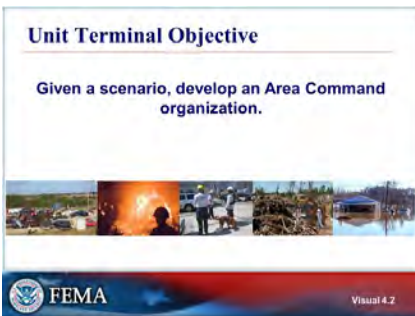 Unit Terminal Objective
Given a scenario, develop an Area Command
organization.
FEMA
Visual 4.2